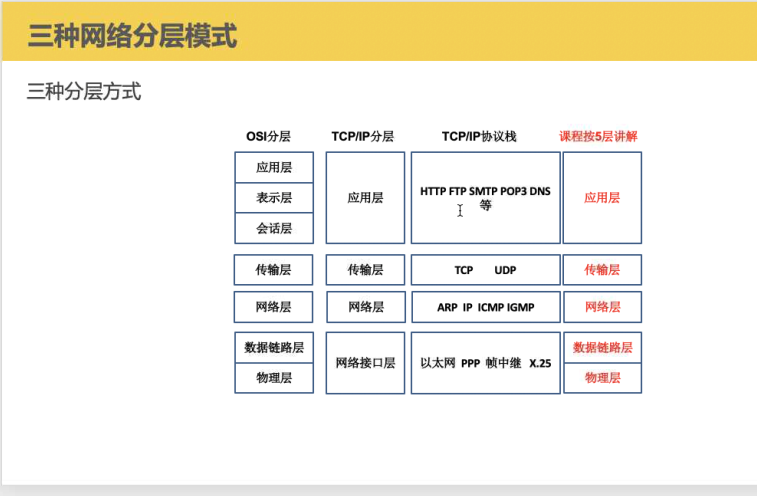 三种网络分层模式
三种分层方式
OSI分层 TCP/IP分层 TCP/IP协议栈 课程按5层讲解
应用层
表示层
会话层
应用层
HTTP FTP SMTP POP3 DNS
等
应用层
传输层 传输层 TCP UDP 传输层
网络层 网络层 ARP IP ICMP IGMP 网络层
数据链路层
物理层
网络接口层
以太网 PPP 帧中继 X.25
数据链路层
物理层